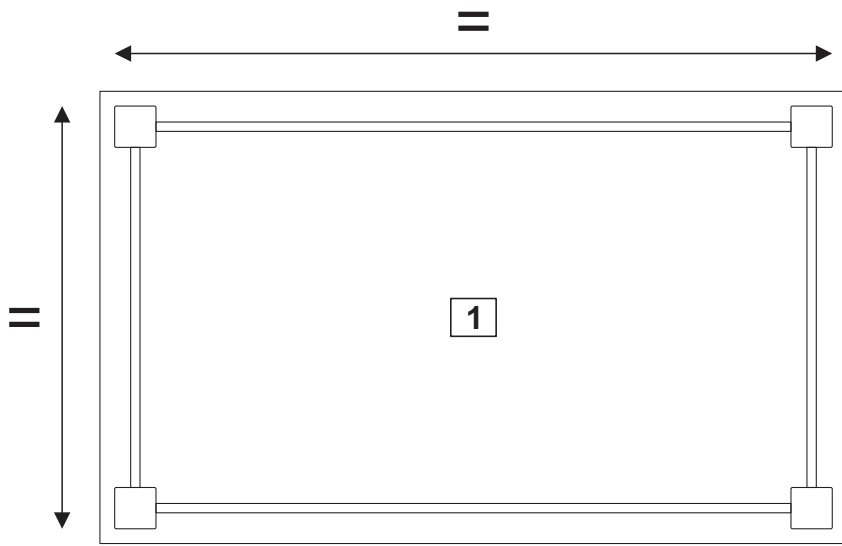 =
=
1